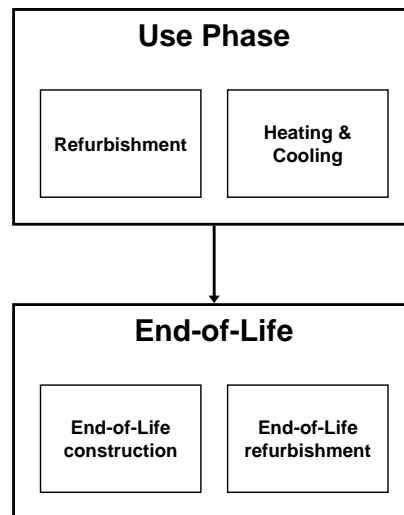 Use Phase
Refurbishment
Heating &
Cooling
End-of-Life
End-of-Life
construction
End-of-Life
refurbishment